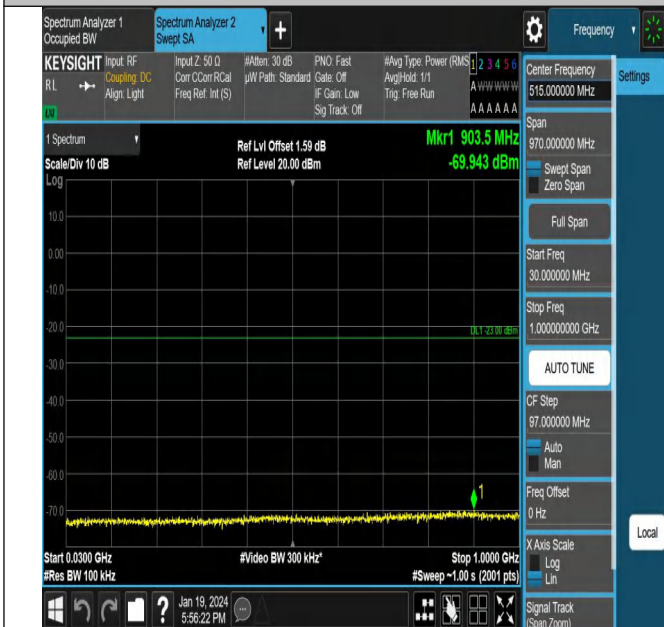 Spectrum Analyzer 1
Occupied BW
Spectrum Analyzer 2
Swept SA
Frequency
KEYSIGHT
RL
Input: RF
Coupling: DC
Align: Light
Input Z: 50 Ω
Corr CCorr RCal
Freq Ref: Int (S)
#Atten: 30 dB
µW Path: Standard
PNO: Fast
Gate: Off
IF Gain: Low
Sig Track: Off
#Avg Type: Power (RMS
Avg|Hold: 1/1
Trig: Free Run
1 2 3 4 5 6
A W W W W W
A A A A A A
LXI
1 Spectrum
Scale/Div 10 dB
Log
Ref Lvl Offset 1.59 dB
Ref Level 20.00 dBm
Mkr1 903.5 MHz
-69.943 dBm
10.0
0.00
-10.0
-20.0
DL1 -23.00 dBm
-40.0
-50.0
-60.0
1
-70.0
Start 0.0300 GHz
#Res BW 100 kHz
#Video BW 300 kHz*
Stop 1.0000 GHz
#Sweep ~1.00 s (2001 pts)
Jan 19, 2024
5:56:22 PM
Center Frequency
515.000000 MHz
Settings
Span
970.000000 MHz
Swept Span
Zero Span
Full Span
Start Freq
30.000000 MHz
Stop Freq
1.000000000 GHz
AUTO TUNE
CF Step
97.000000 MHz
Auto
Man
Freq Offset
0 Hz
Local
X Axis Scale
Log
Lin
Signal Track
(Span Zoom)